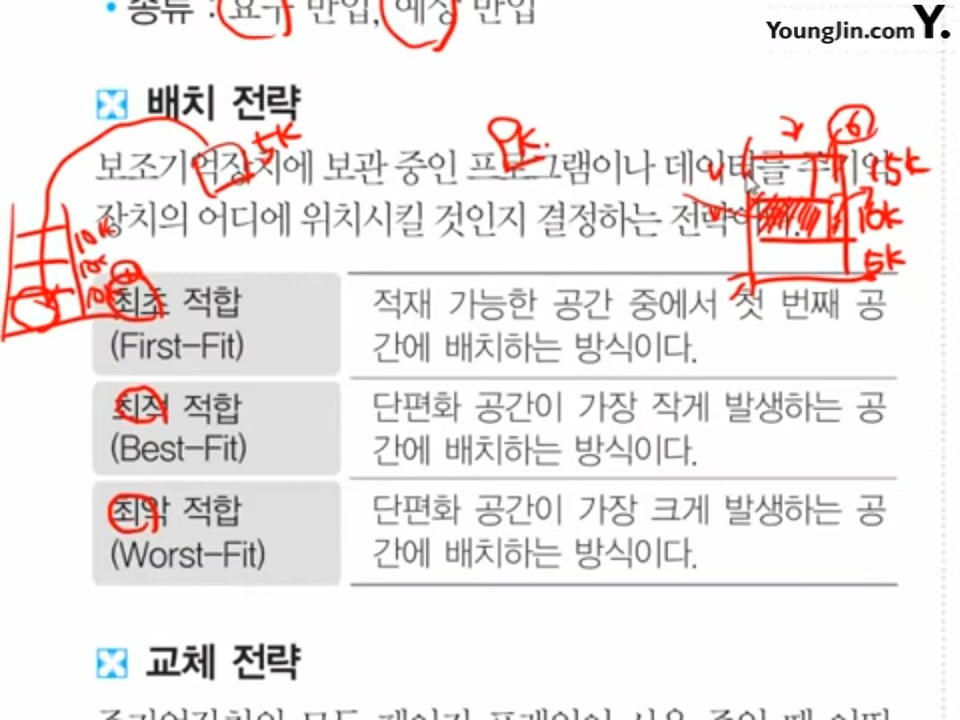 • 종류 : 요구 반입, 예상 반입
YoungJin.com Y.
배치 전략
5K
K.
2
6
보조기억장치에 보관 중인 프로그램이나 데이터를 주기억
15K
장치의 어디에 위치시킬 것인지 결정하는 전략이다.
10K
10K
5K
최초 적합
(First-Fit)
적재 가능한 공간 중에서 첫 번째 공
간에 배치하는 방식이다.
최적 적합
(Best-Fit)
단편화 공간이 가장 작게 발생하는 공
간에 배치하는 방식이다.
최악 적합
(Worst-Fit)
단편화 공간이 가장 크게 발생하는 공
간에 배치하는 방식이다.
교체 전략